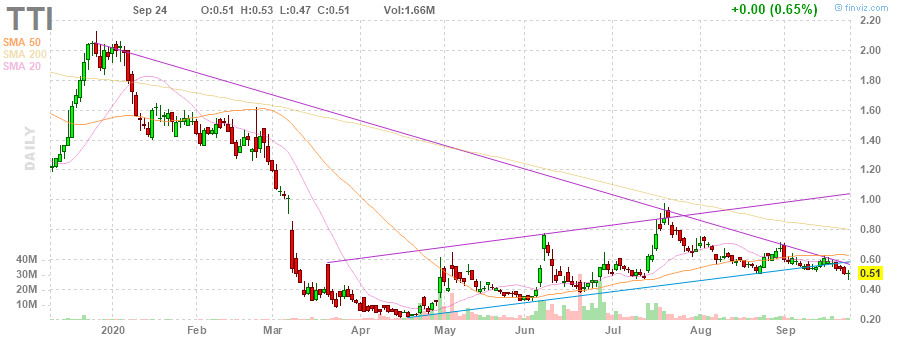 TTI
Sep 24 O:0.51 H:0.53 L:0.47 C:0.51 Vol:1.66M +0.00 (0.65%)
© finviz.com
SMA 50
SMA 200
SMA 20
DAILY
2.20
2.00
1.80
1.60
1.40
1.20
1.00
0.80
0.60
0.51
0.40
0.20
40M
30M
20M
10M
2020 Feb Mar Apr May Jun Jul Aug Sep